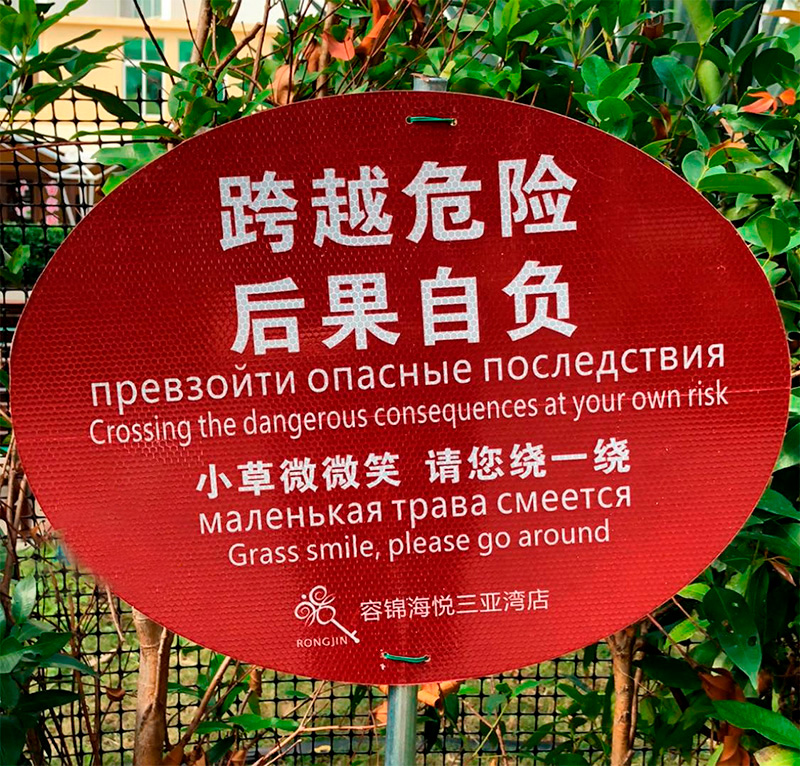 跨越危险
后果自负
превзойти опасные последствия
Crossing the dangerous consequences at your own risk
小草微微笑 请您绕一绕
маленькая трава смеется
Grass smile, please go around
RONGJIN 容锦海悦三亚湾店